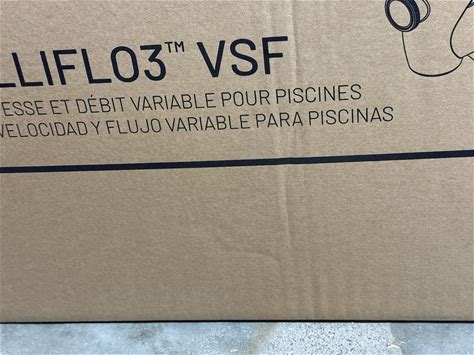 LLIFLO3™ VSF
ESSE ET DÉBIT VARIABLE POUR PISCINES
VELOCIDAD Y FLUJO VARIABLE PARA PISCINAS